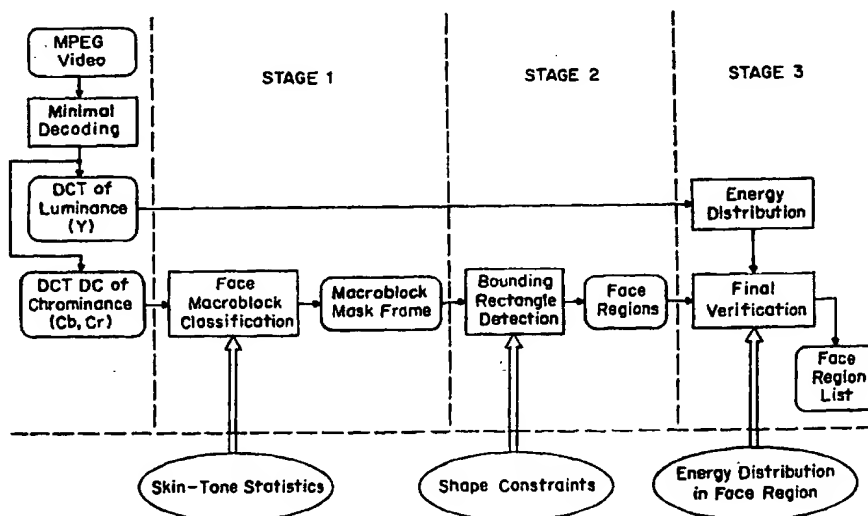 MPEG
Video
STAGE 1
STAGE 2
STAGE 3
Minimal
Decoding
DCT of
Luminance
(Y)
Energy
Distribution
DCT DC of
Chrominance
(Cb, Cr)
Face
Macroblock
Classification
Macroblock
Mask Frame
Bounding
Rectangle
Detection
Face
Regions
Final
Verification
Face
Region
List
Skin-Tone Statistics
Shape Constraints
Energy Distribution
in Face Region